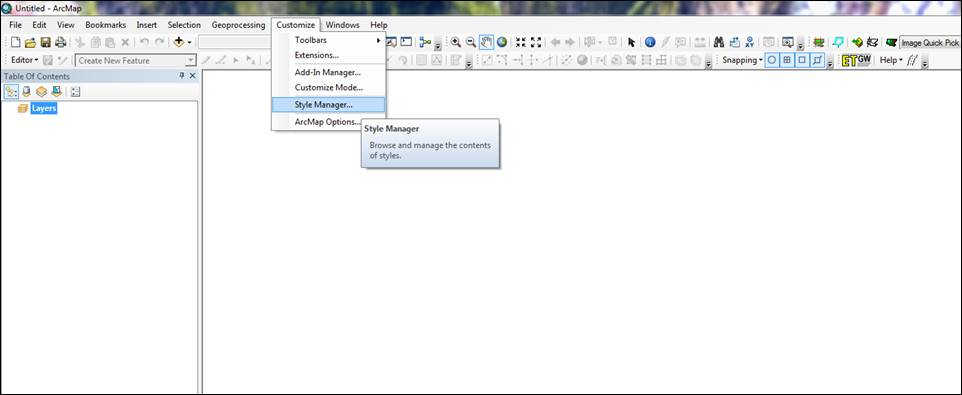 Untitled - ArcMap
File Edit View Bookmarks Insert Selection Geoprocessing Customize Windows Help
Image Quick Pick
Editor Create New Feature Snapping ET GW Help
Table Of Contents
Layers
Toolbars
Extensions...
Add-In Manager...
Customize Mode...
Style Manager...
ArcMap Options...
Style Manager
Browse and manage the contents
of styles.